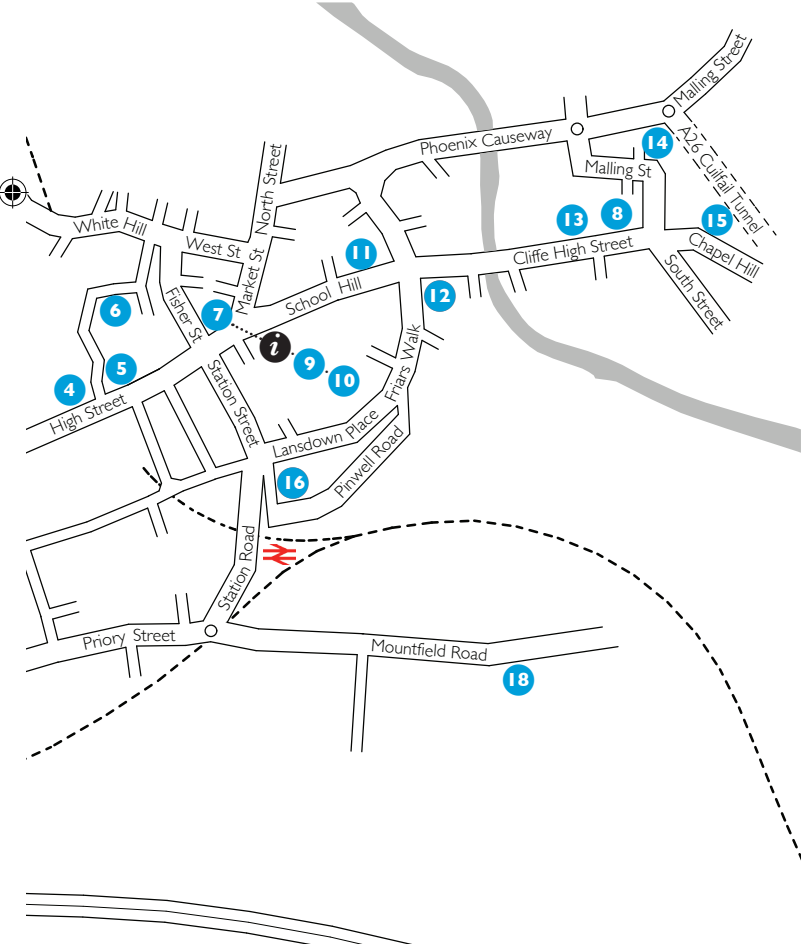 Malling Street
Phoenix Causeway
14
A26 Cuilfail Tunnel
Malling St
North Street
White Hill
West St
13
8
15
Cliffe High Street
Chapel Hill
11
Market St
South Street
School Hill
12
6
Fisher St
7
i
9
10
5
4
High Street
Station Street
Friars Walk
Lansdown Place
Pinwell Road
16
Station Road
Priory Street
Mountfield Road
18